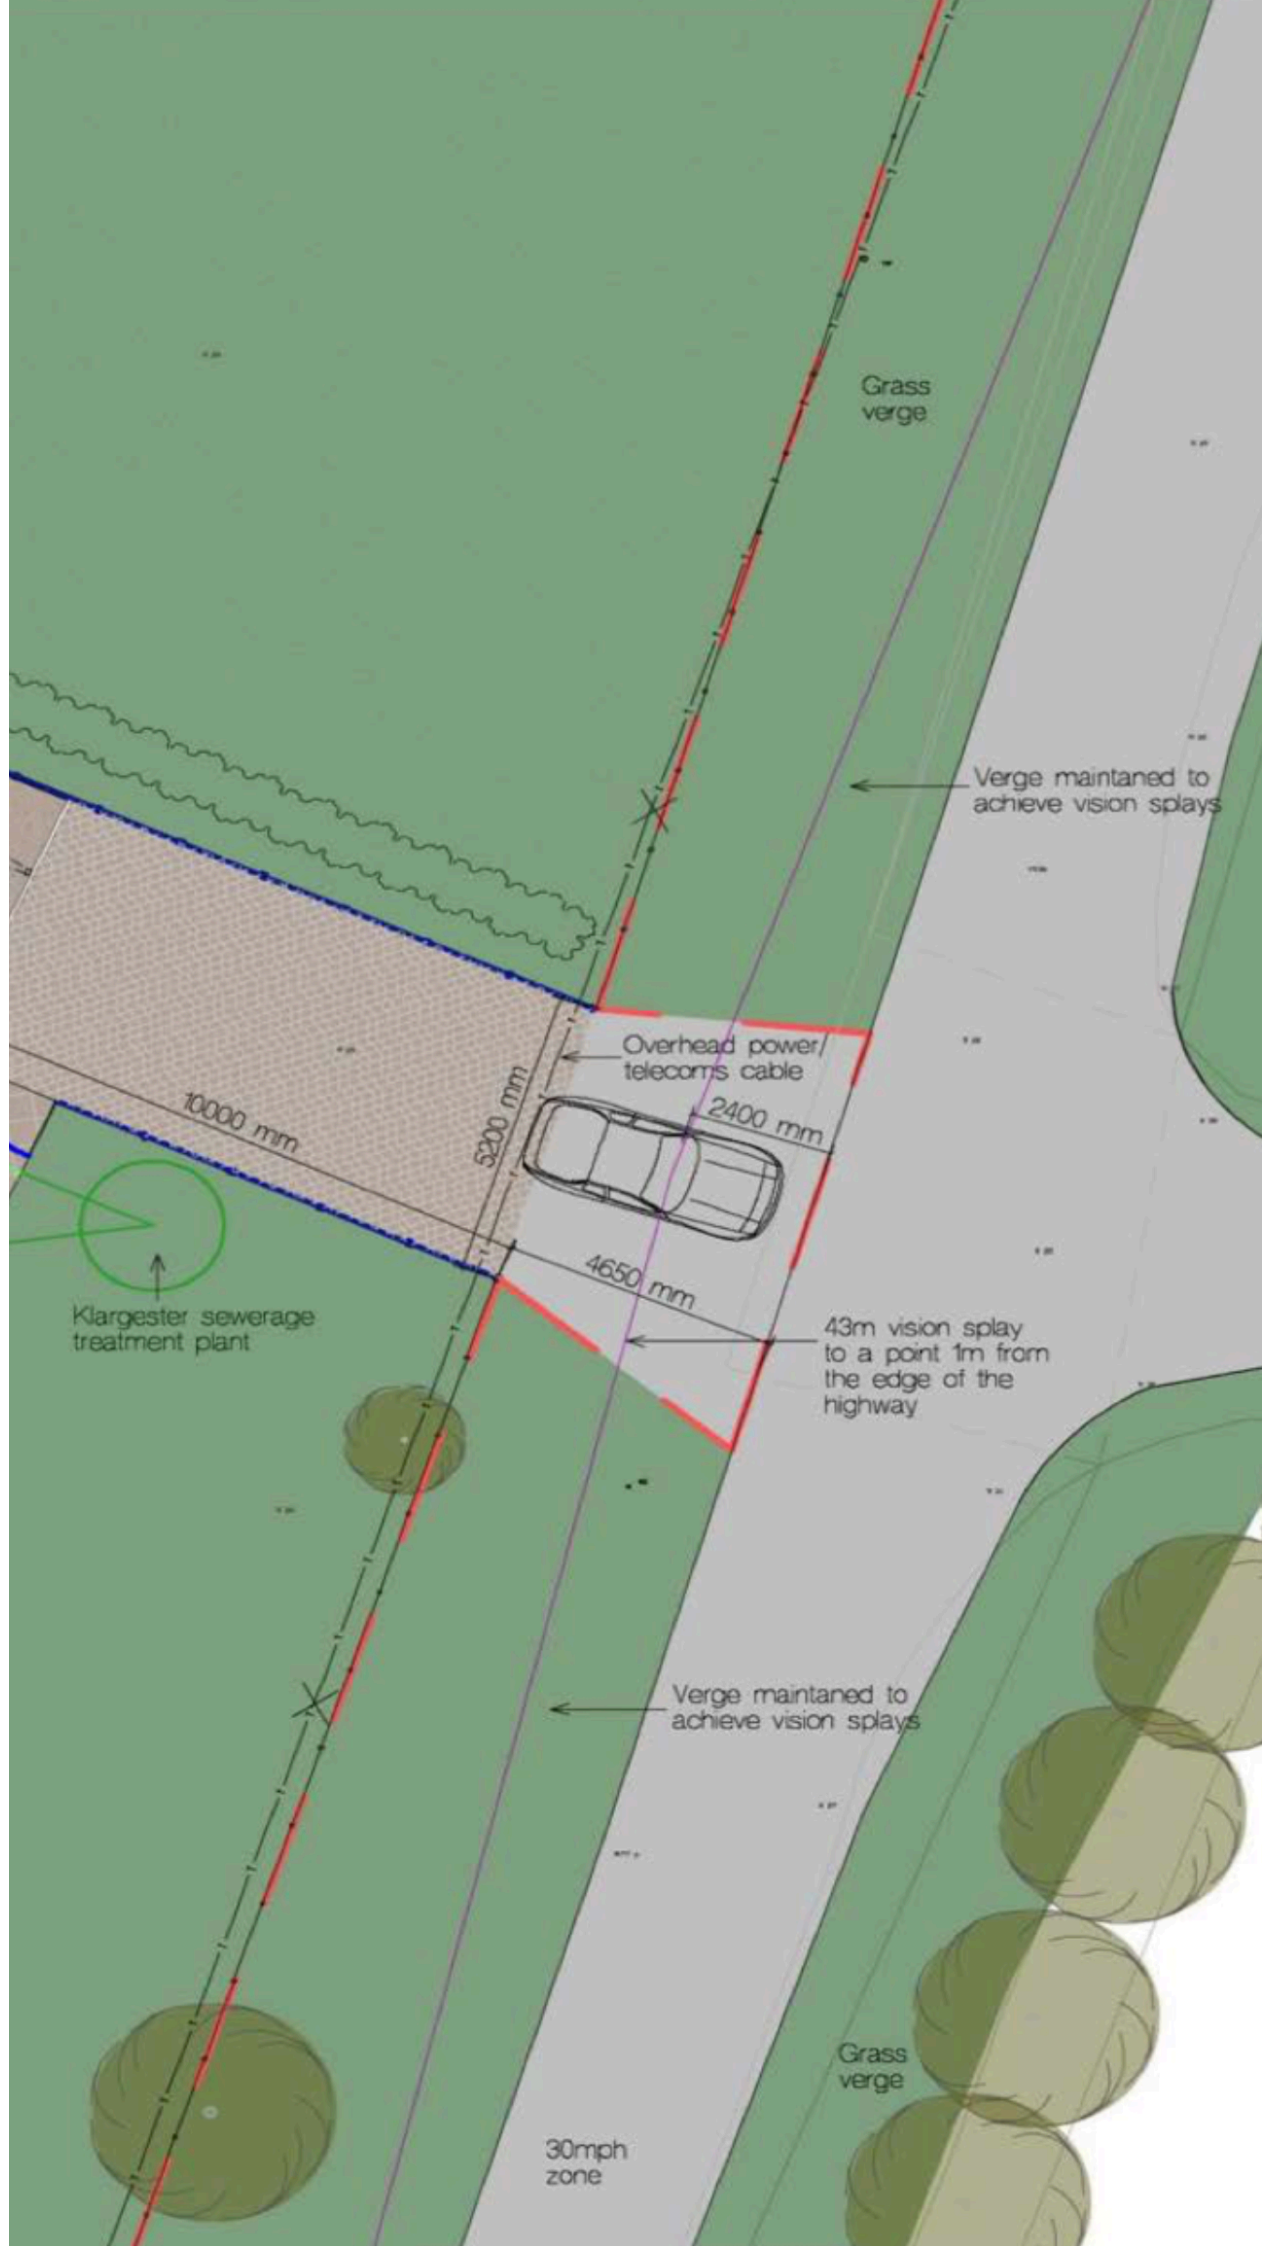 Grass
verge
Verge maintaned to
achieve vision splays
Overhead power/
telecoms cable
2400 mm
5200 mm
10000 mm
4650 mm
Klargester sewerage
treatment plant
43m vision splay
to a point 1m from
the edge of the
highway
Verge maintaned to
achieve vision splays
Grass
verge
30mph
zone